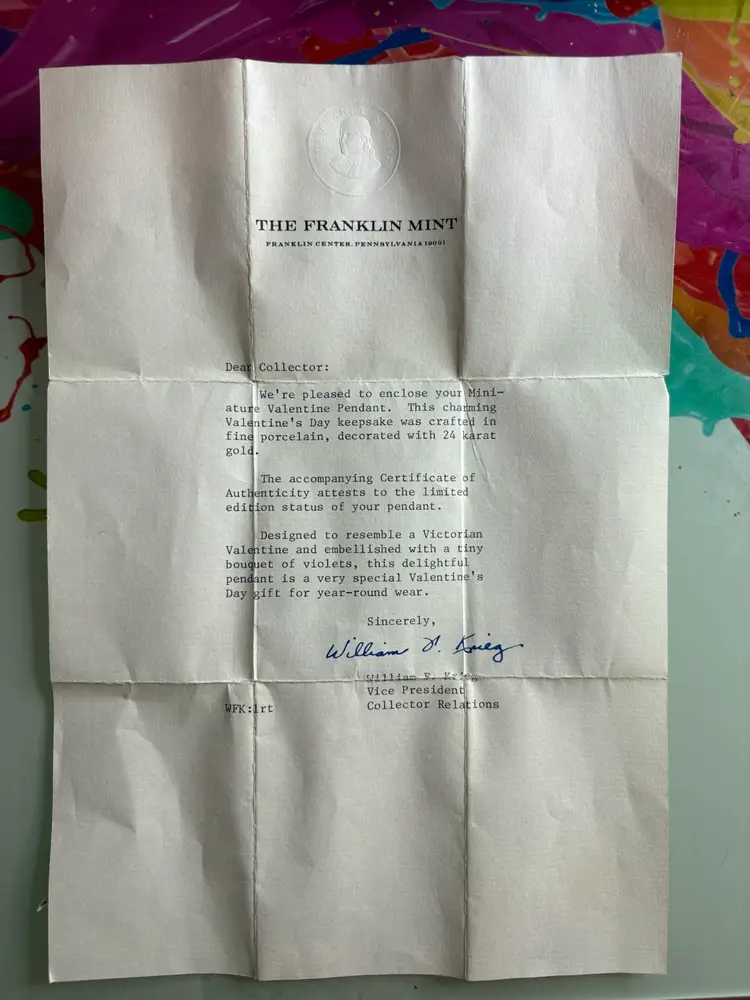 THE FRANKLIN MINT
FRANKLIN CENTER, PENNSYLVANIA 19091
Dear Collector:
We're pleased to enclose your Mini-
ature Valentine Pendant. This charming
Valentine's Day keepsake was crafted in
fine porcelain, decorated with 24 karat
gold.
The accompanying Certificate of
Authenticity attests to the limited
edition status of your pendant.
Designed to resemble a Victorian
Valentine and embellished with a tiny
bouquet of violets, this delightful
pendant is a very special Valentine's
Day gift for year-round wear.
Sincerely,
William F. Krieg
William F. Krieg
Vice President
WFK:lrt Collector Relations